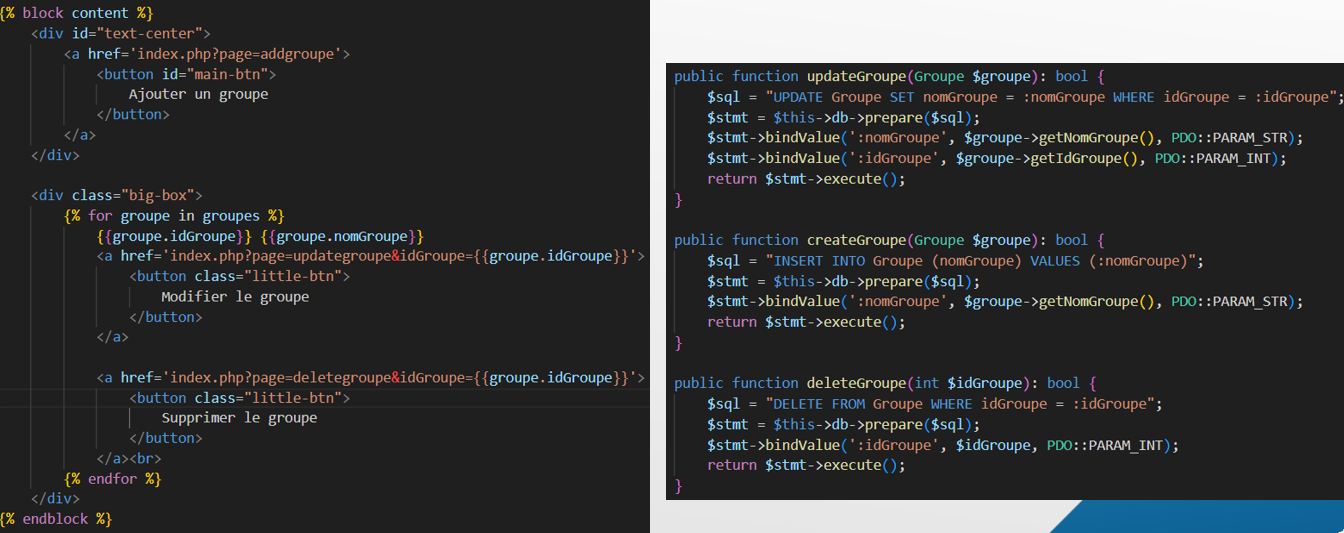 {% block content %}
<div id="text-center">
<a href='index.php?page=addgroupe'>
<button id="main-btn">
Ajouter un groupe
</button>
</a>
</div>
<div class="big-box">
{% for groupe in groupes %}
{{groupe.idGroupe}} {{groupe.nomGroupe}}
<a href='index.php?page=updategroupe&idGroupe={{groupe.idGroupe}}'>
<button class="little-btn">
Modifier le groupe
</button>
</a>
<a href='index.php?page=deletegroupe&idGroupe={{groupe.idGroupe}}'>
<button class="little-btn">
Supprimer le groupe
</button>
</a><br>
{% endfor %}
</div>
{% endblock %}
public function updateGroupe(Groupe $groupe): bool {
$sql = "UPDATE Groupe SET nomGroupe = :nomGroupe WHERE idGroupe = :idGroupe";
$stmt = $this->db->prepare($sql);
$stmt->bindValue(':nomGroupe', $groupe->getNomGroupe(), PDO::PARAM_STR);
$stmt->bindValue(':idGroupe', $groupe->getIdGroupe(), PDO::PARAM_INT);
return $stmt->execute();
}
public function createGroupe(Groupe $groupe): bool {
$sql = "INSERT INTO Groupe (nomGroupe) VALUES (:nomGroupe)";
$stmt = $this->db->prepare($sql);
$stmt->bindValue(':nomGroupe', $groupe->getNomGroupe(), PDO::PARAM_STR);
return $stmt->execute();
}
public function deleteGroupe(int $idGroupe): bool {
$sql = "DELETE FROM Groupe WHERE idGroupe = :idGroupe";
$stmt = $this->db->prepare($sql);
$stmt->bindValue(':idGroupe', $idGroupe, PDO::PARAM_INT);
return $stmt->execute();
}